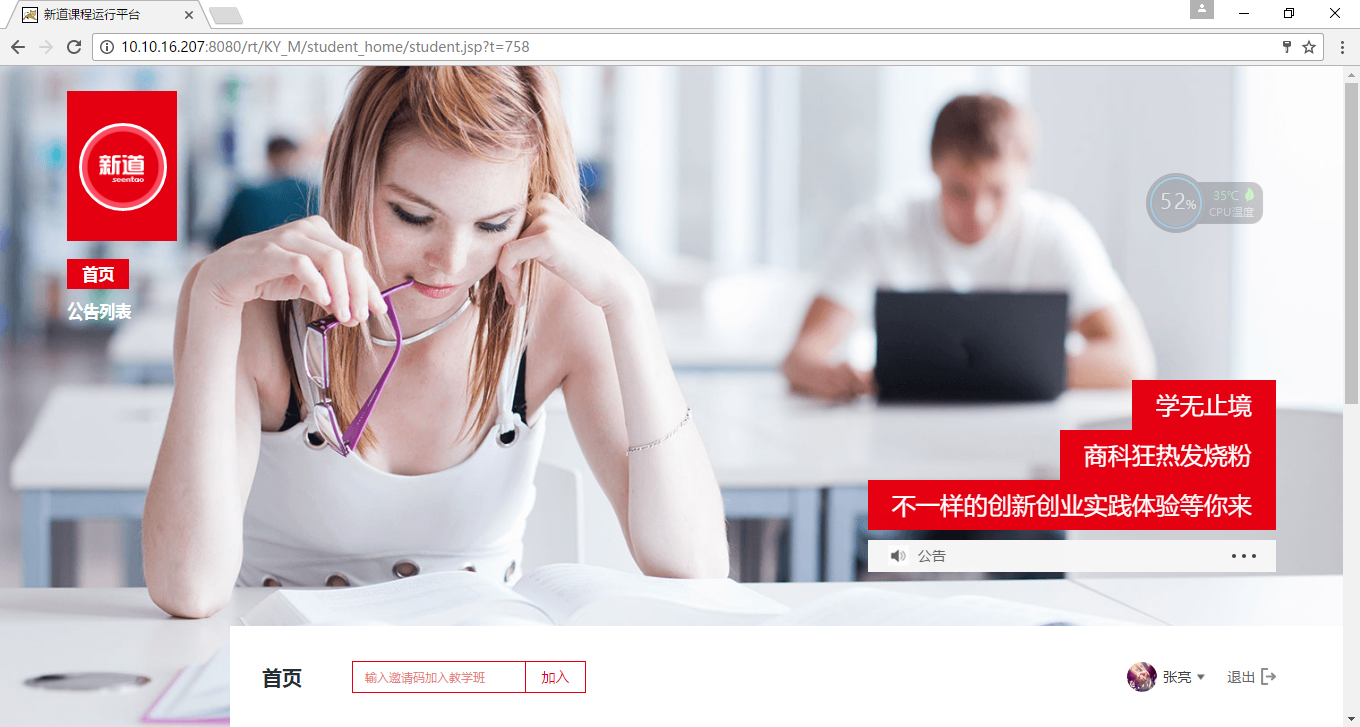 新道课程运行平台
10.10.16.207:8080/rt/KY_M/student_home/student.jsp?t=758
新道
seentao
首页
公告列表
52%
35℃
CPU温度
学无止境
商科狂热发烧粉
不一样的创新创业实践体验等你来
公告
首页
输入邀请码加入教学班
加入
张亮
退出